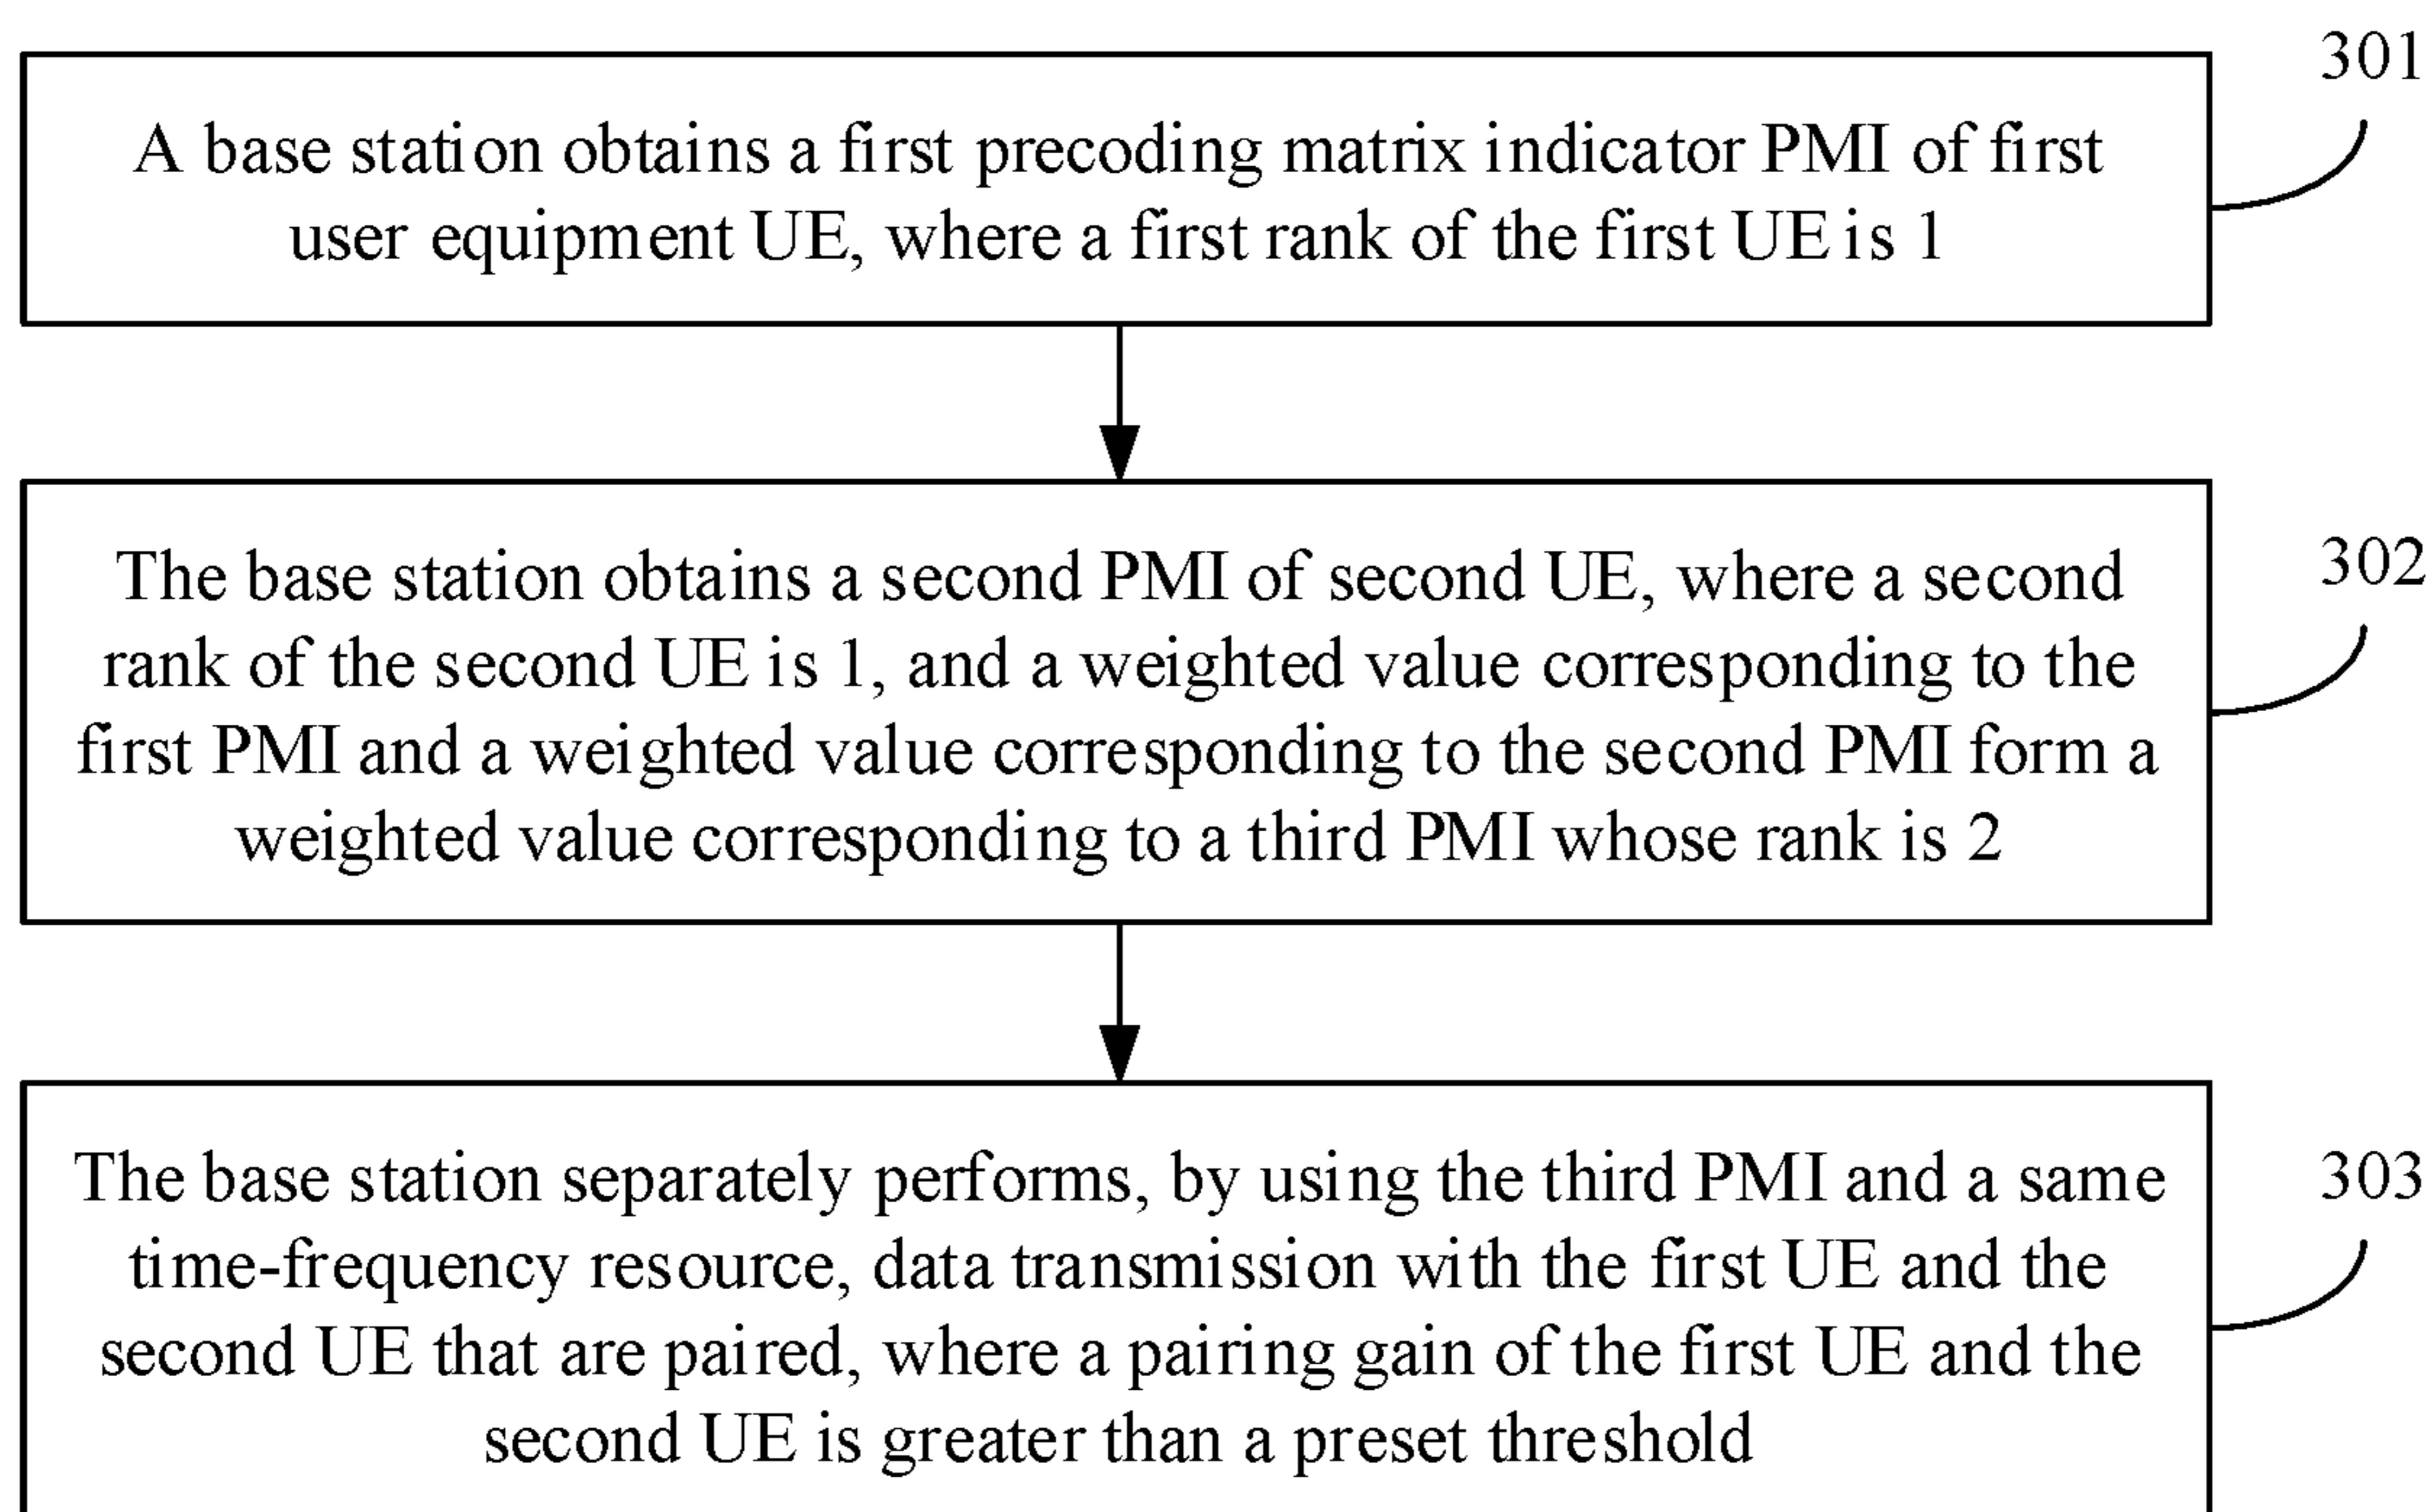 301
A base station obtains a first precoding matrix indicator PMI of first
user equipment UE, where a first rank of the first UE is 1
302
The base station obtains a second PMI of second UE, where a second
rank of the second UE is 1, and a weighted value corresponding to the
first PMI and a weighted value corresponding to the second PMI form a
weighted value corresponding to a third PMI whose rank is 2
303
The base station separately performs, by using the third PMI and a same
time-frequency resource, data transmission with the first UE and the
second UE that are paired, where a pairing gain of the first UE and the
second UE is greater than a preset threshold